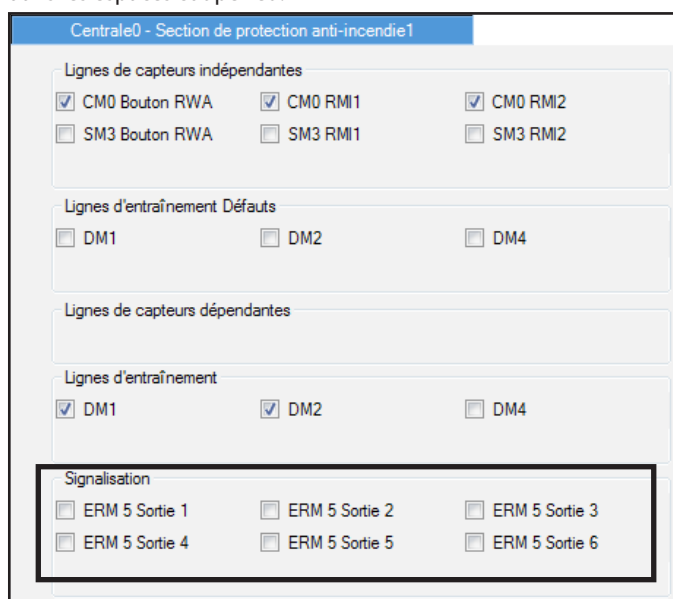 Centrale0 - Section de protection anti-incendie1
Lignes de capteurs indépendantes
CM0 Bouton RWA CM0 RMI1 CM0 RMI2
SM3 Bouton RWA SM3 RMI1 SM3 RMI2
Lignes d'entraînement Défauts
DM1 DM2 DM4
Lignes de capteurs dépendantes
Lignes d'entraînement
DM1 DM2 DM4
Signalisation
ERM 5 Sortie 1 ERM 5 Sortie 2 ERM 5 Sortie 3
ERM 5 Sortie 4 ERM 5 Sortie 5 ERM 5 Sortie 6